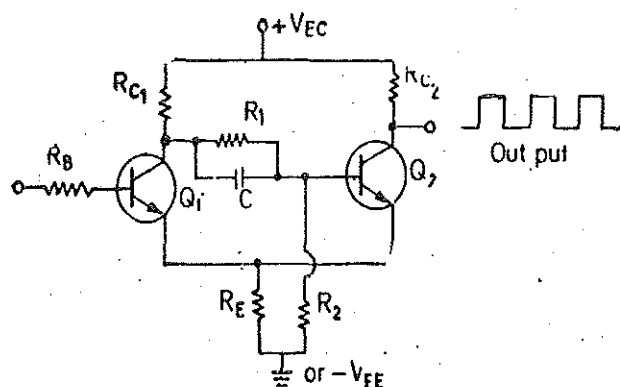 +VEC
RC1
RC2
R1
RB
Q1
C
Q2
Out put
RE
R2
or -VEE